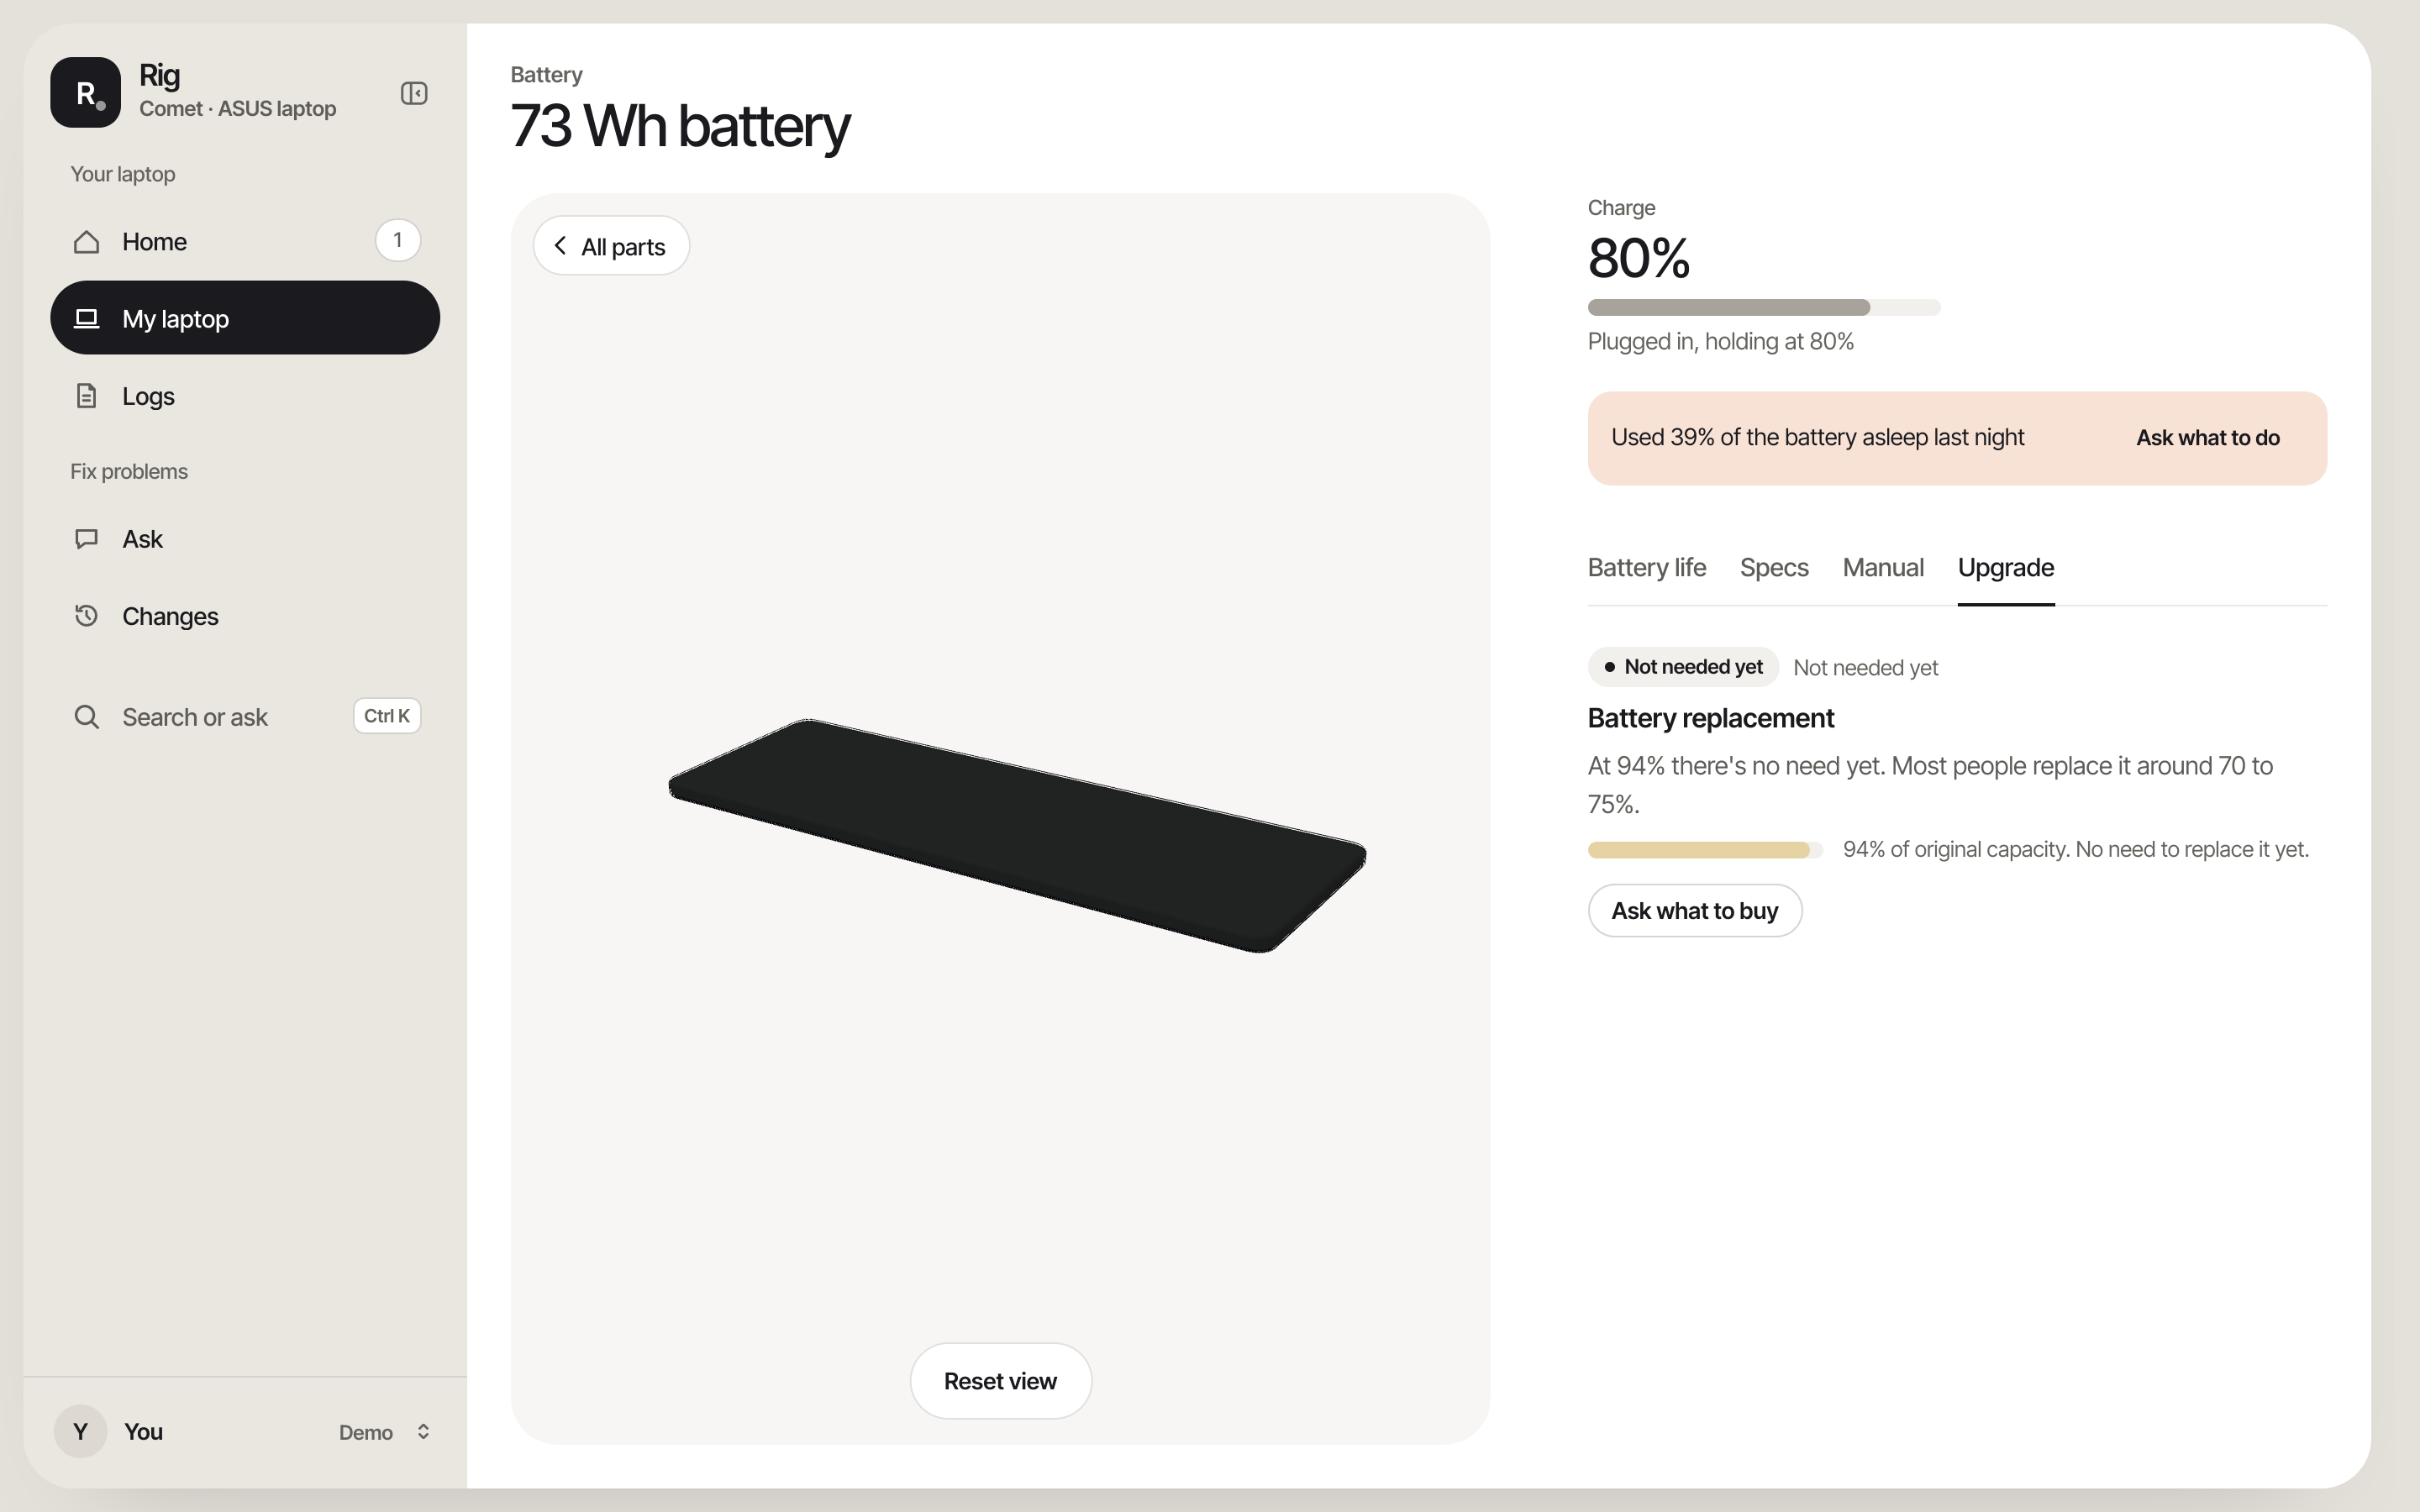 R.
Rig
Comet · ASUS laptop
Your laptop
Home
1
My laptop
Logs
Fix problems
Ask
Changes
Search or ask
Ctrl K
Y
You
Demo
Battery
73 Wh battery
All parts
Reset view
Charge
80%
Plugged in, holding at 80%
Used 39% of the battery asleep last night
Ask what to do
Battery life
Specs
Manual
Upgrade
Not needed yet
Not needed yet
Battery replacement
At 94% there's no need yet. Most people replace it around 70 to
75%.
94% of original capacity. No need to replace it yet.
Ask what to buy